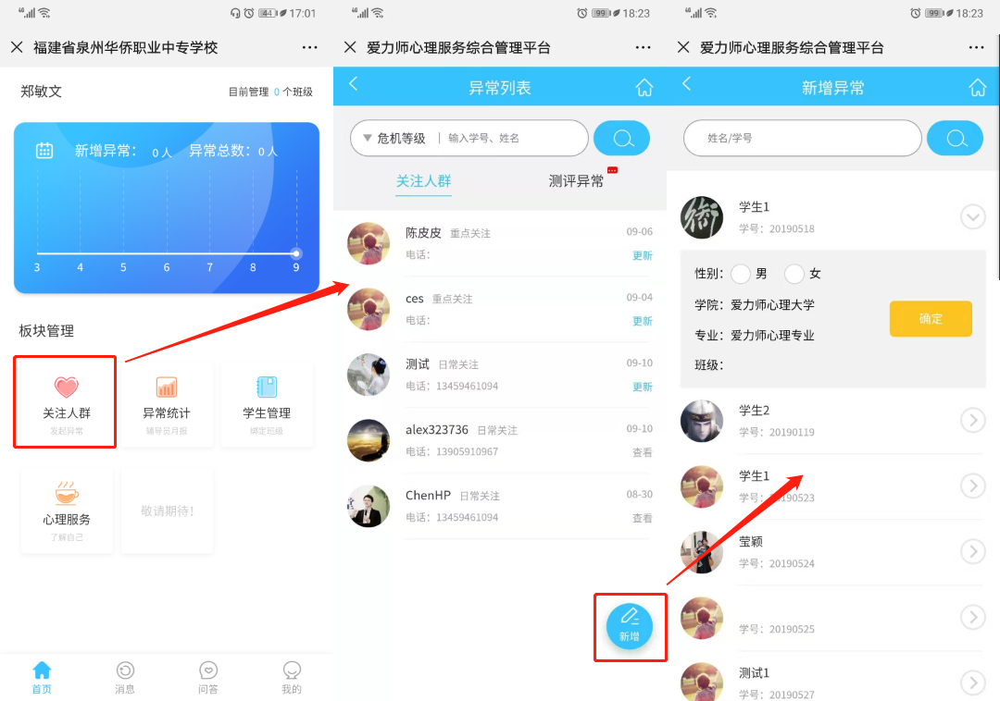 4G 44 17:01
福建省泉州华侨职业中专学校
郑敏文
目前管理 0 个班级
新增异常: 0人 异常总数: 0人
3 4 5 6 7 8 9
板块管理
关注人群
发起异常
异常统计
辅导员月报
学生管理
绑定班级
心理服务
了解自己
敬请期待!
首页 消息 问答 我的
4G 99 18:23
爱力师心理服务综合管理平台
异常列表
危机等级 | 输入学号、姓名
关注人群 测评异常
陈皮皮 重点关注 09-06
电话: 更新
ces 重点关注 09-04
电话: 更新
测试 日常关注 09-10
电话: 13459461094 更新
alex323736 日常关注 09-10
电话: 13905910967 查看
ChenHP 日常关注 08-30
电话: 13459461094 查看
新增
4G 99 18:23
爱力师心理服务综合管理平台
新增异常
姓名/学号
学生1
学号: 20190518
性别: 男 女
学院: 爱力师心理大学
确定
专业: 爱力师心理专业
班级:
学生2
学号: 20190119
学生1
学号: 20190523
莹颖
学号: 20190524
学号: 20190525
测试1
学号: 20190527